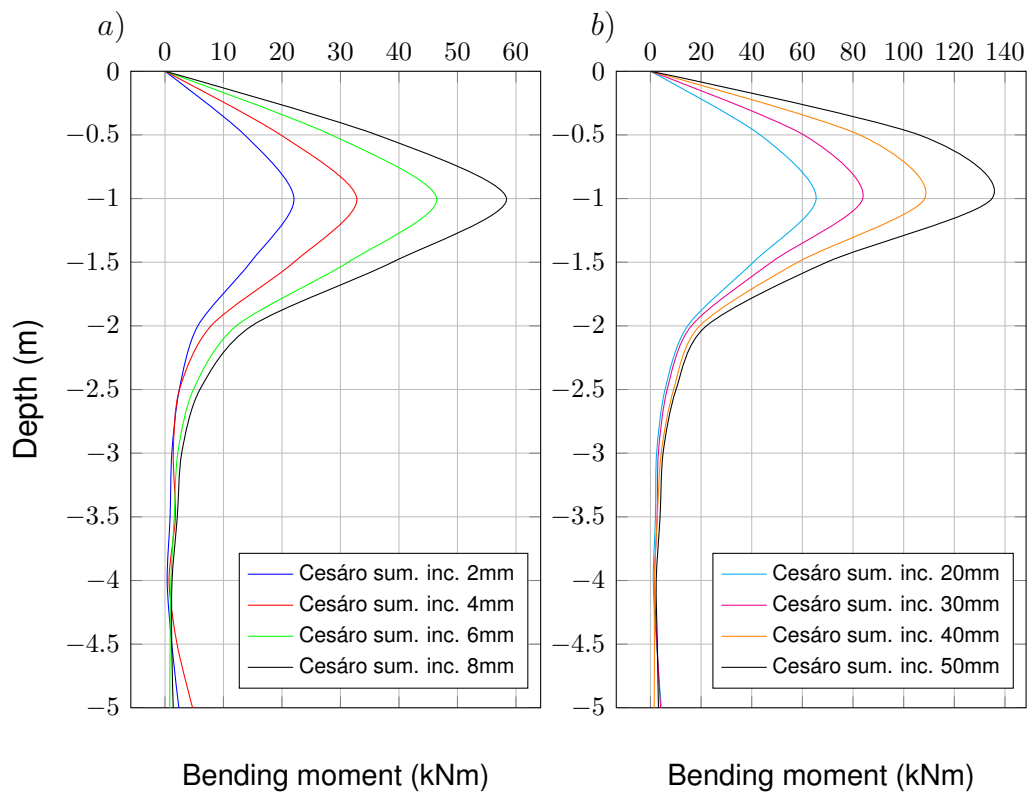 a)
0 10 20 30 40 50 60
0
−0.5
−1
−1.5
−2
−2.5
−3
−3.5
−4
−4.5
−5
Depth (m)
Cesáro sum. inc. 2mm
Cesáro sum. inc. 4mm
Cesáro sum. inc. 6mm
Cesáro sum. inc. 8mm
Bending moment (kNm)
b)
0 20 40 60 80 100 120 140
0
−0.5
−1
−1.5
−2
−2.5
−3
−3.5
−4
−4.5
−5
Cesáro sum. inc. 20mm
Cesáro sum. inc. 30mm
Cesáro sum. inc. 40mm
Cesáro sum. inc. 50mm
Bending moment (kNm)